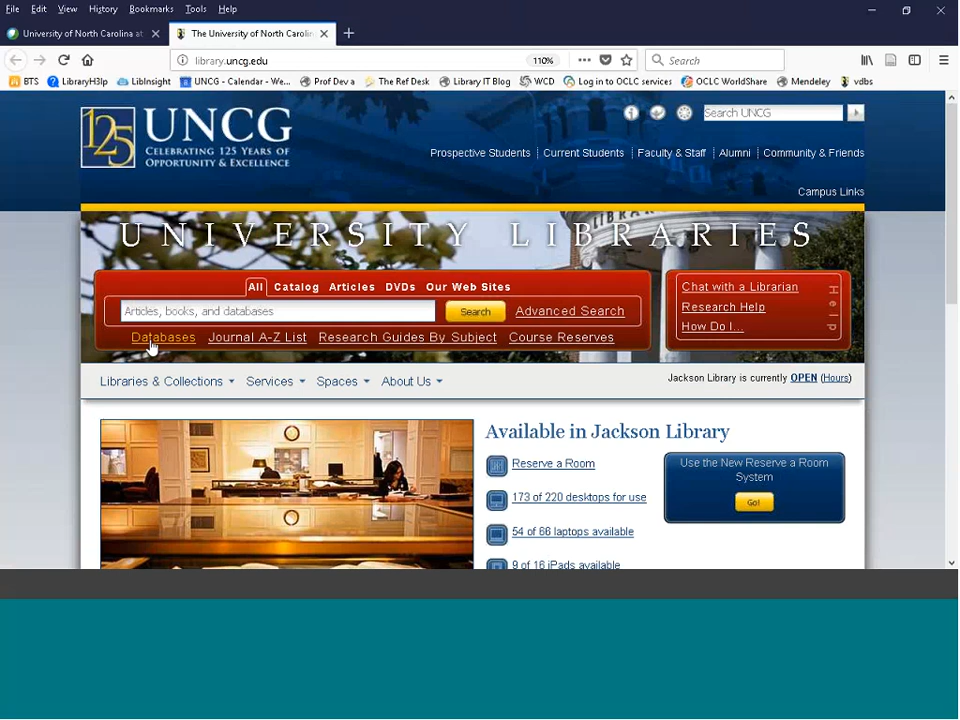 File Edit View History Bookmarks Tools Help
University of North Carolina at
The University of North Carolin
library.uncg.edu
110%
Search
BTS LibraryH3lp LibInsight UNCG - Calendar - We... Prof Dev a The Ref Desk Library IT Blog WCD Log in to OCLC services OCLC WorldShare Mendeley vdbs
125 UNCG
CELEBRATING 125 YEARS OF
OPPORTUNITY & EXCELLENCE
Search UNCG
Prospective Students Current Students Faculty & Staff Alumni Community & Friends
Campus Links
UNIVERSITY LIBRARIES
All Catalog Articles DVDs Our Web Sites
Articles, books, and databases
Search
Advanced Search
Databases Journal A-Z List Research Guides By Subject Course Reserves
Chat with a Librarian
Research Help
How Do I...
Help
Libraries & Collections Services Spaces About Us
Jackson Library is currently OPEN (Hours)
Available in Jackson Library
Reserve a Room
173 of 220 desktops for use
54 of 66 laptops available
9 of 16 iPads available
Use the New Reserve a Room
System
Go!